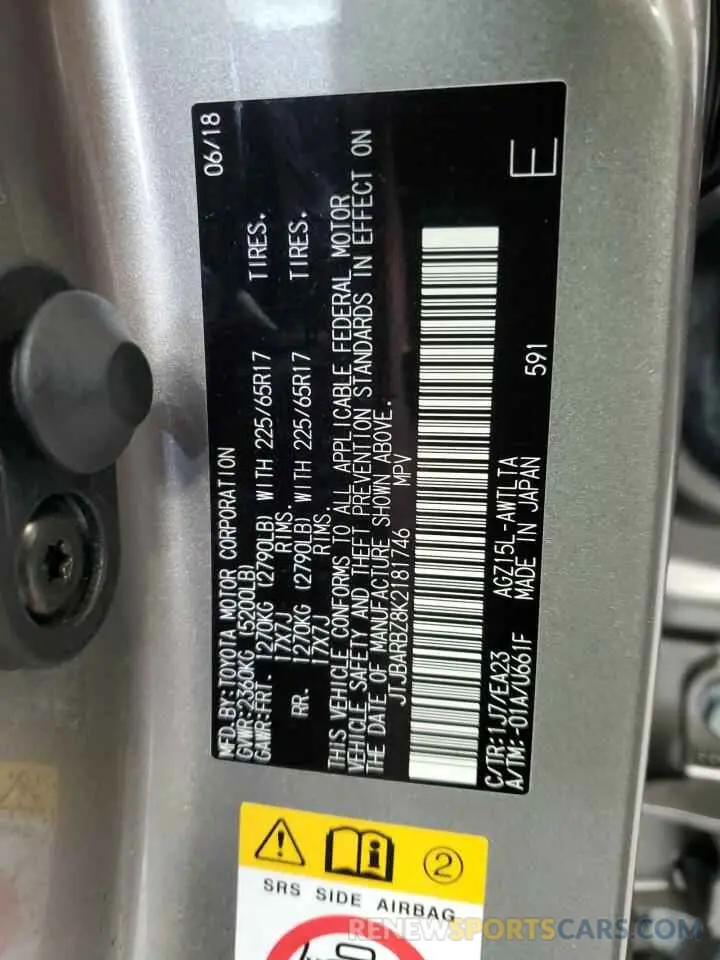 MFD.BY:TOYOTA MOTOR CORPORATION 06/18
GVWR:2360KG (5200LB)
GAWR:FRT. 1270KG (2790LB) WITH 225/65R17 TIRES.
17X7J RIMS.
RR. 1270KG (2790LB) WITH 225/65R17 TIRES.
17X7J RIMS.
THIS VEHICLE CONFORMS TO ALL APPLICABLE FEDERAL MOTOR
VEHICLE SAFETY AND THEFT PREVENTION STANDARDS IN EFFECT ON
THE DATE OF MANUFACTURE SHOWN ABOVE.
JTJBARBZ8K2181746 MPV
C/TR:1J7/EA23 AGZ15L-AWTLTA 591 E
A/TM:-01A/U661F MADE IN JAPAN
2
SRS SIDE AIRBAG
RENEWSPORTSCARS.COM